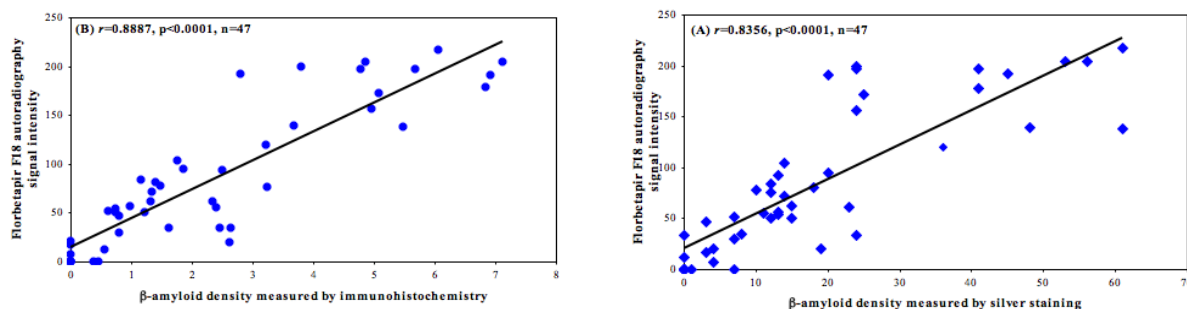 (B) r=0.8887, p<0.0001, n=47
Florbetapir F18 autoradiography
signal intensity
250
200
150
100
50
0
0 1 2 3 4 5 6 7 8
β-amyloid density measured by immunohistochemistry
(A) r=0.8356, p<0.0001, n=47
Florbetapir F18 autoradiography
signal intensity
250
200
150
100
50
0
0 10 20 30 40 50 60 70
β-amyloid density measured by silver staining